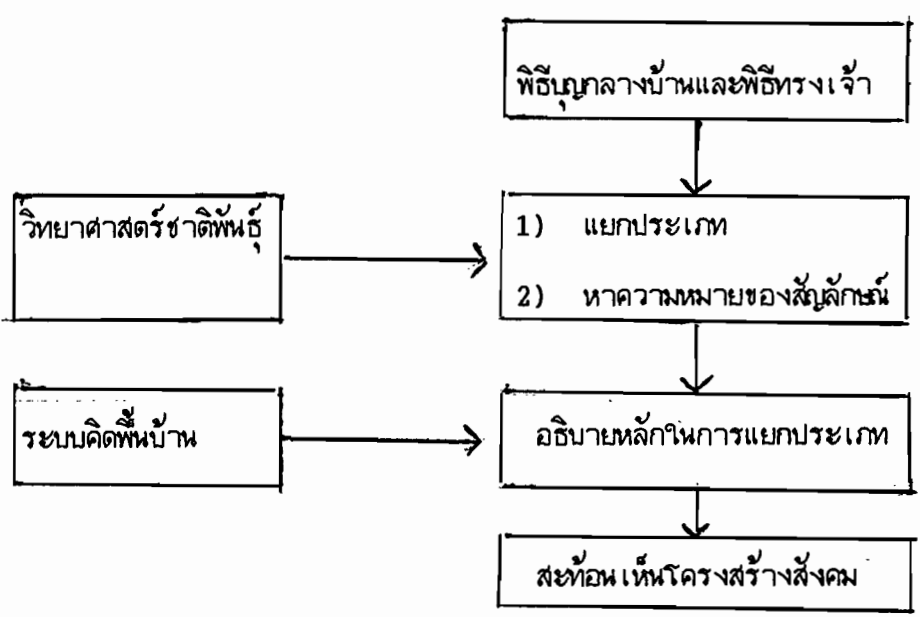 พิธีบุญกลางบ้านและพิธีทรงเจ้า
วิทยาศาสตร์ชาติพันธุ์
1) แยกประเภท
2) หาความหมายของสัญลักษณ์
ระบบคิดพื้นบ้าน
อธิบายหลักในการแยกประเภท
สะท้อนเห็นโครงสร้างสังคม